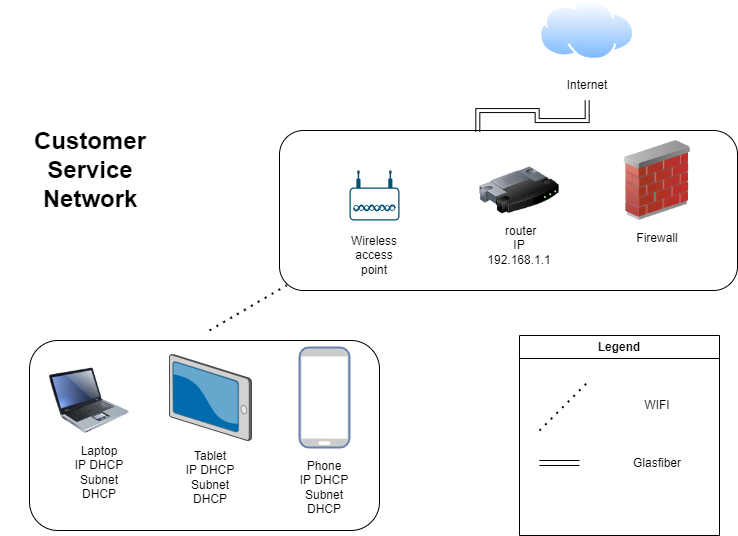 Internet
Customer
Service
Network
Wireless
access
point
router
IP
192.168.1.1
Firewall
Laptop
IP DHCP
Subnet
DHCP
Tablet
IP DHCP
Subnet
DHCP
Phone
IP DHCP
Subnet
DHCP
Legend
WIFI
Glasfiber